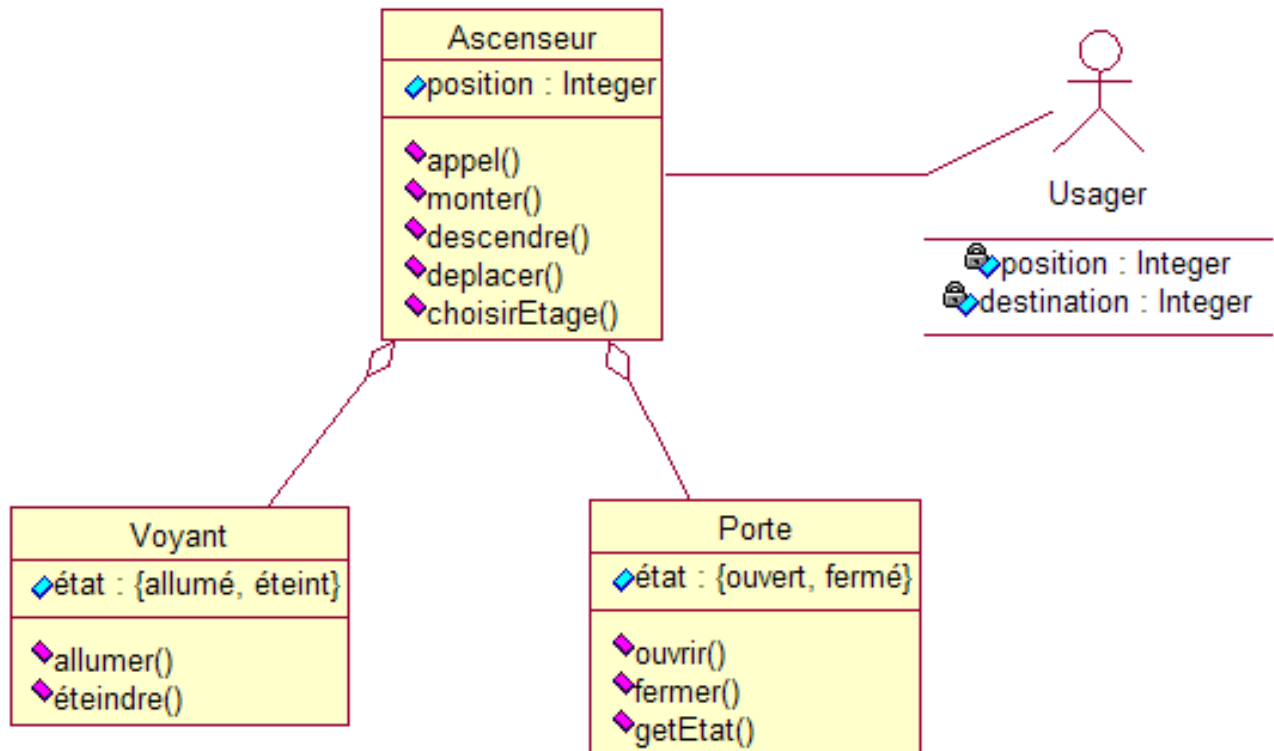 Ascenseur
position : Integer
appel()
monter()
descendre()
deplacer()
choisirEtage()
Usager
position : Integer
destination : Integer
Voyant
état : {allumé, éteint}
allumer()
éteindre()
Porte
état : {ouvert, fermé}
ouvrir()
fermer()
getEtat()